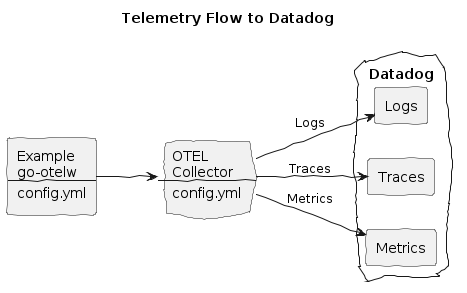 Telemetry Flow to Datadog
Example
go-otelw
config.yml
OTEL
Collector
config.yml
Logs
Traces
Metrics
Datadog
Logs
Traces
Metrics